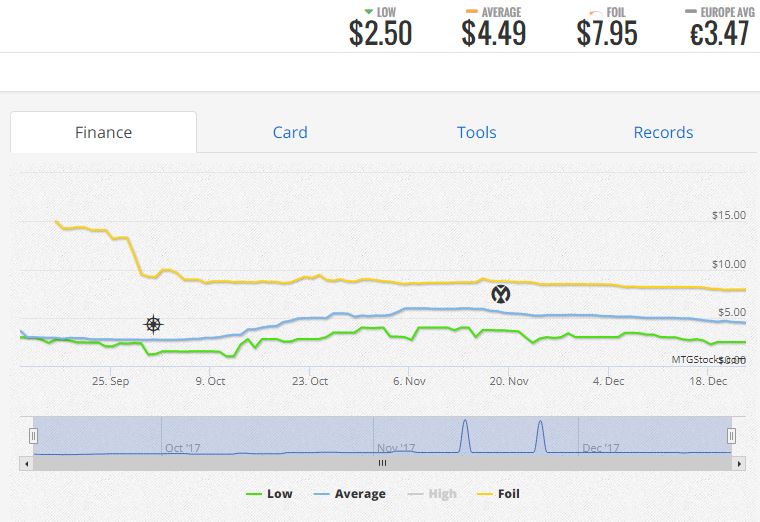 LOW AVERAGE FOIL EUROPE AVG
$2.50 $4.49 $7.95 €3.47
Finance Card Tools Records
$15.00
$10.00
$5.00
MTGStocks.com
$0.00
25. Sep 9. Oct 23. Oct 6. Nov 20. Nov 4. Dec 18. Dec
Oct '17 Nov '17 Dec '17
Low Average High Foil